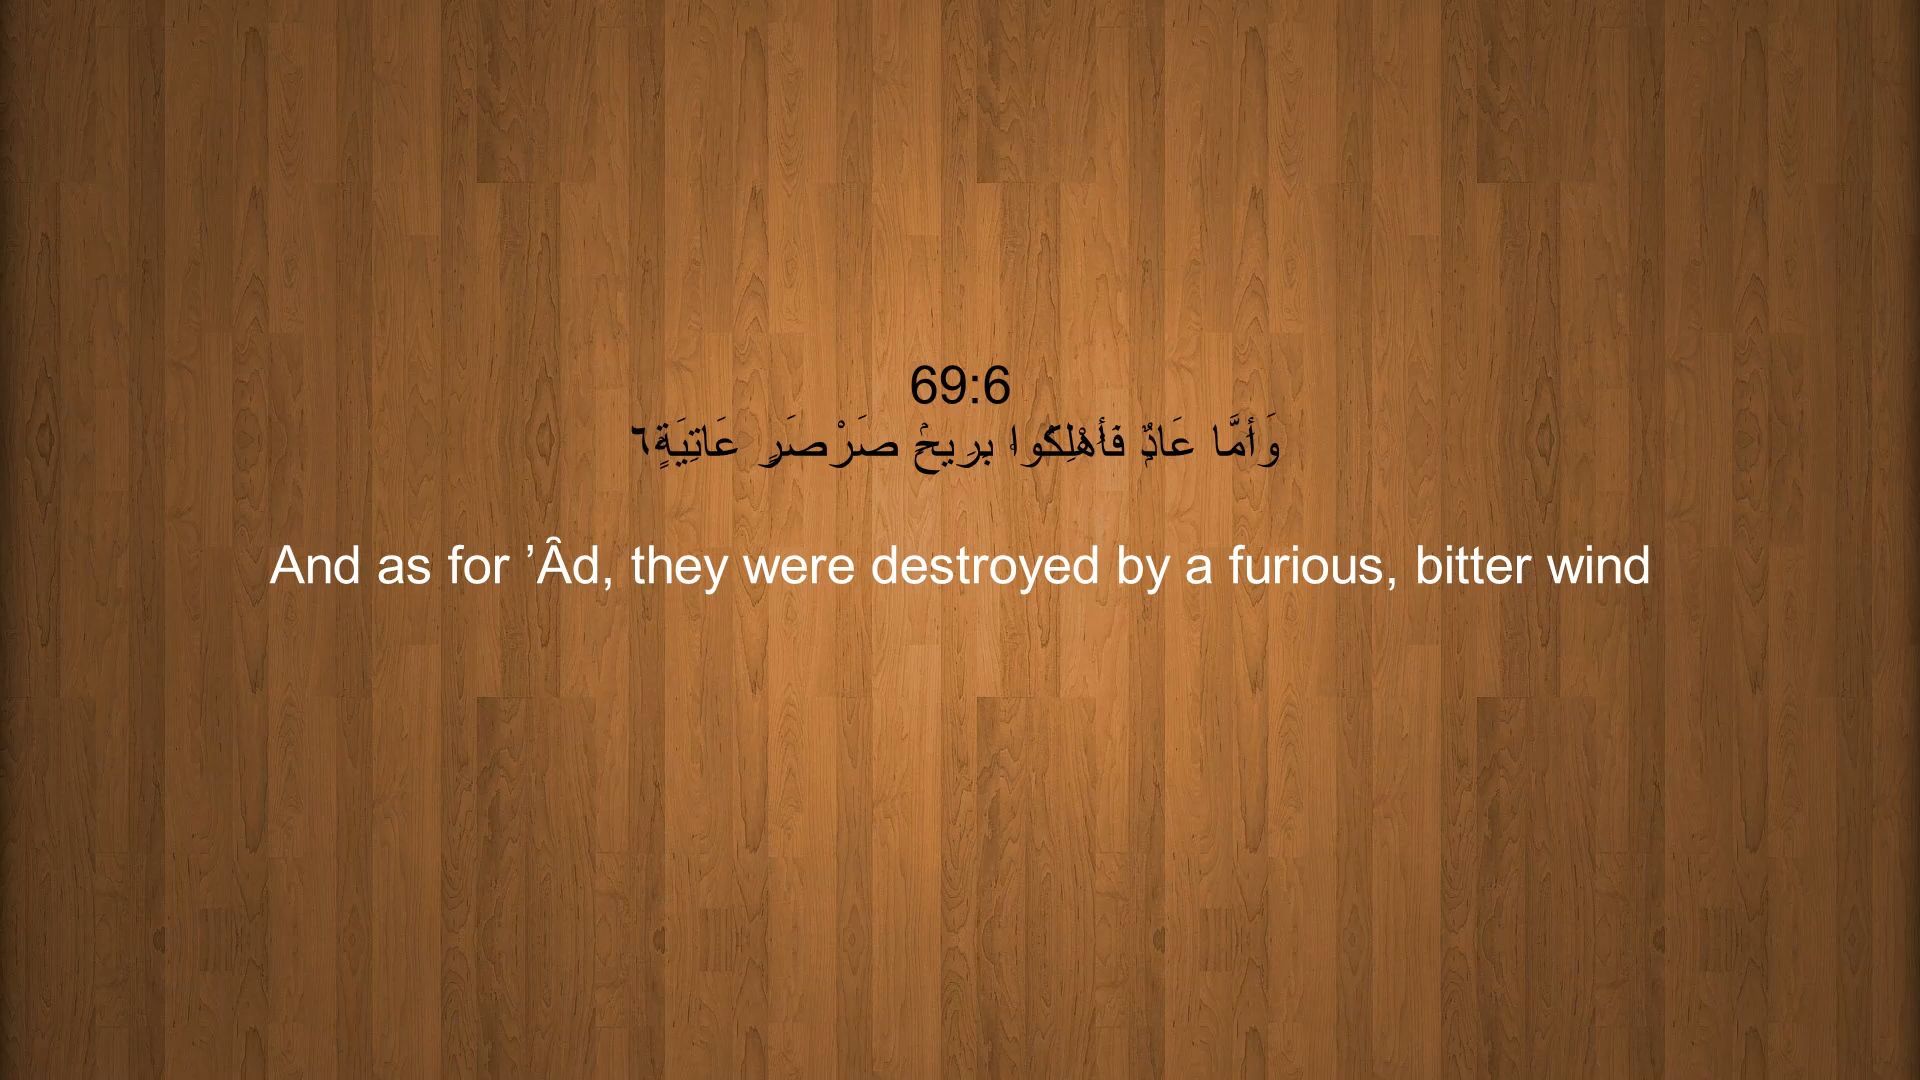 69:6
وَأَمَّا عَادٌ فَأُهْلِكُوا۟ بِرِيحٍۢ صَرْصَرٍ عَاتِيَةٍۢ ٦
And as for ’Âd, they were destroyed by a furious, bitter wind